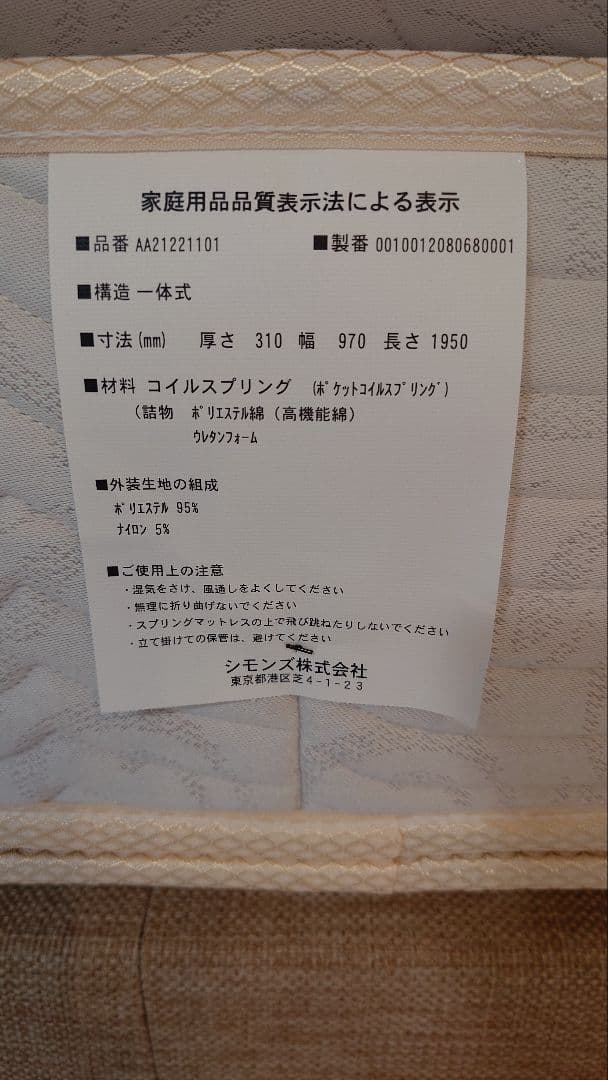 家庭用品品質表示法による表示
■品番 AA21221101 ■製番 0010012080680001
■構造 一体式
■寸法(mm) 厚さ 310 幅 970 長さ 1950
■材料 コイルスプリング (ﾎﾟｹｯﾄｺｲﾙｽﾌﾟﾘﾝｸﾞ)
(詰物 ﾎﾟﾘｴｽﾃﾙ綿(高機能綿)
ｳﾚﾀﾝﾌｫｰﾑ
■外装生地の組成
ﾎﾟﾘｴｽﾃﾙ 95%
ﾅｲﾛﾝ 5%
■ご使用上の注意
・湿気をさけ、風通しをよくしてください
・無理に折り曲げないでください
・スプリングマットレスの上で飛び跳ねたりしないでください
・立て掛けての保管は、避けてください
シモンズ株式会社
東京都港区芝4-1-23